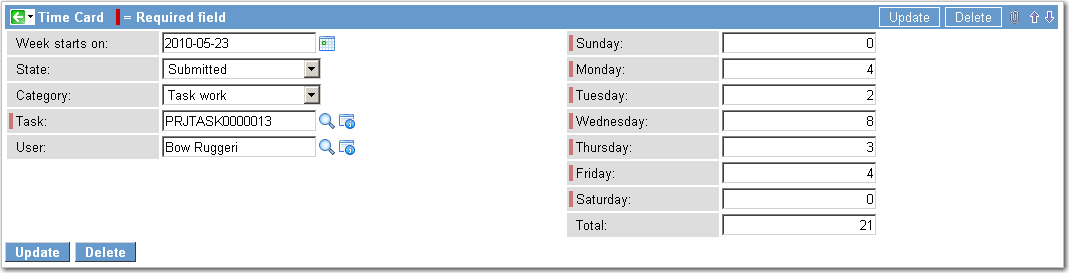 Time Card = Required field Update Delete
Week starts on: 2010-05-23
State: Submitted
Category: Task work
Task: PRJTASK0000013
User: Bow Ruggeri
Sunday: 0
Monday: 4
Tuesday: 2
Wednesday: 8
Thursday: 3
Friday: 4
Saturday: 0
Total: 21
Update Delete